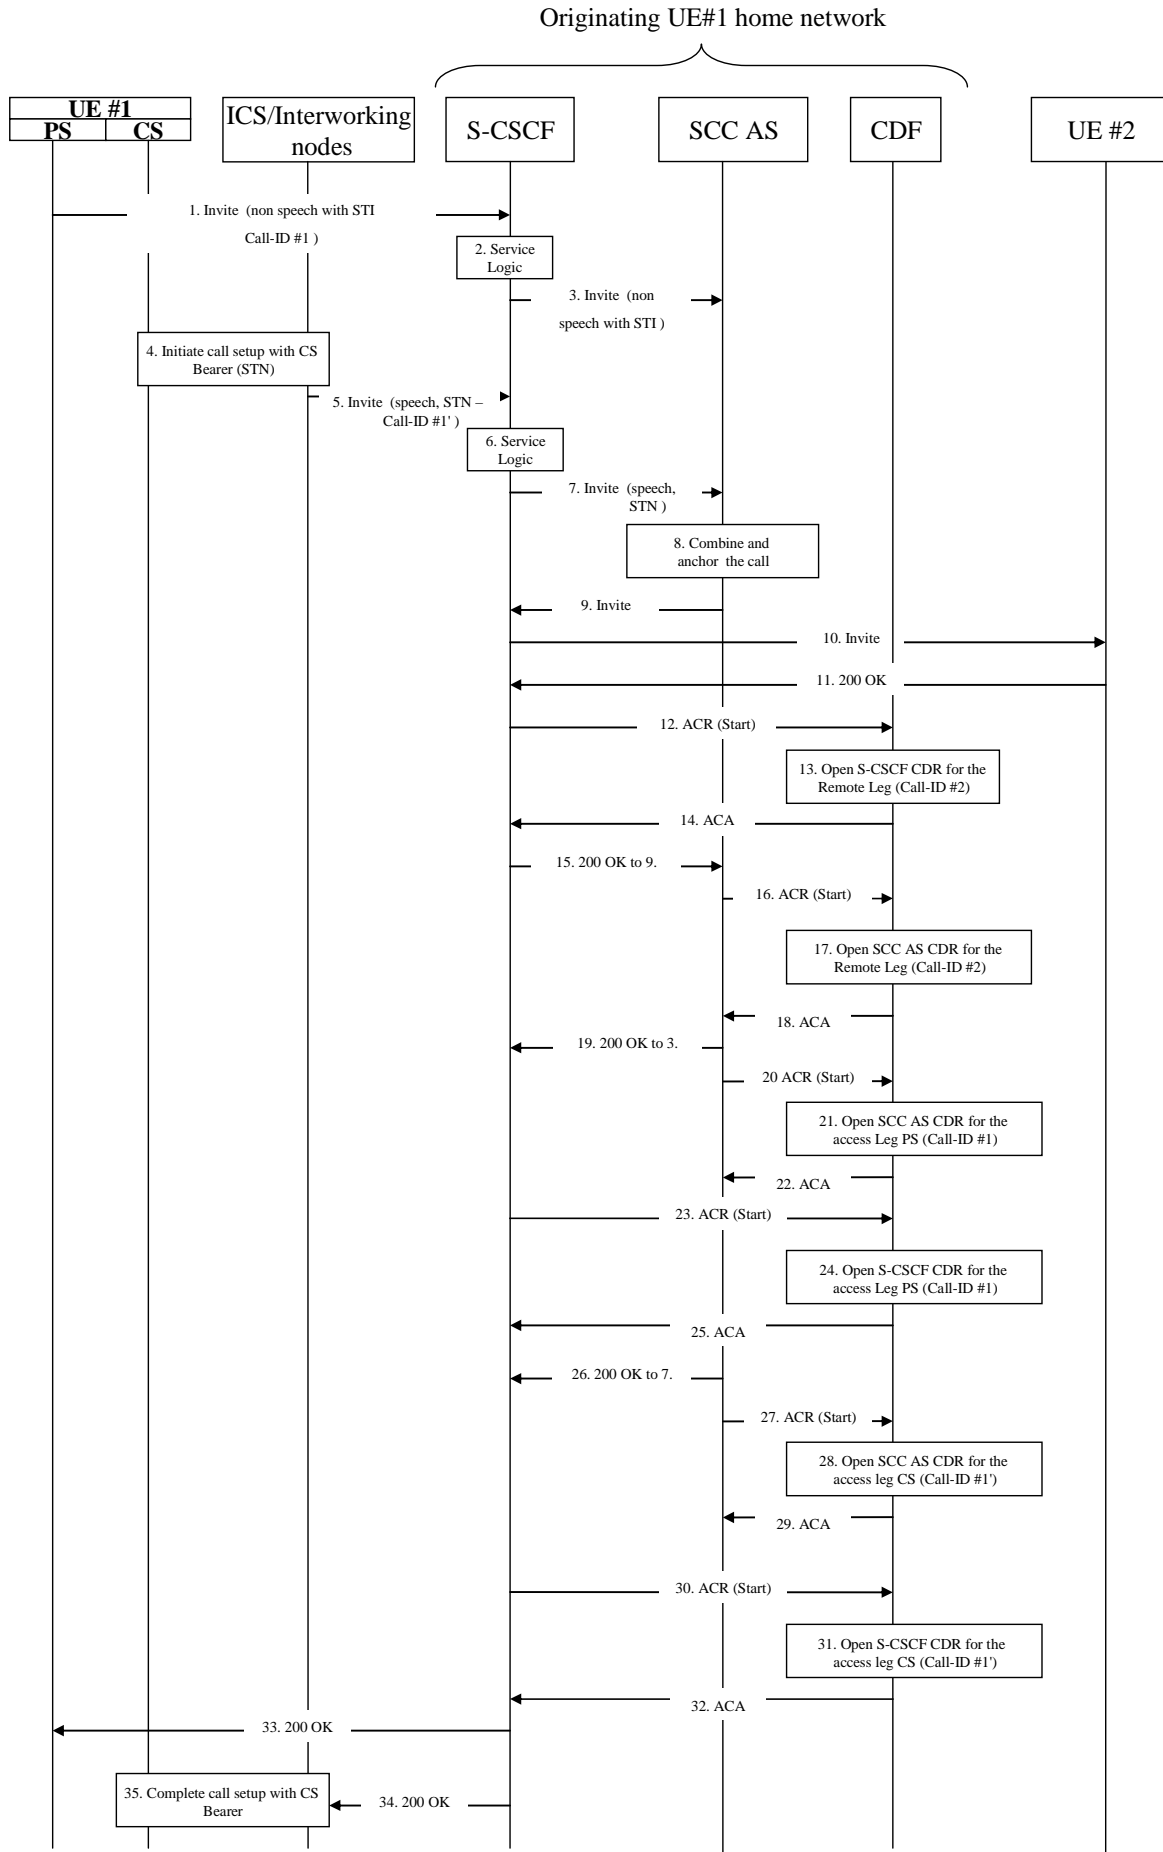 Originating UE#1 home network
UE #1
PS
CS
ICS/Interworking
nodes
S-CSCF
SCC AS
CDF
UE #2
1. Invite (non speech with STI
Call-ID #1 )
2. Service
Logic
3. Invite (non
speech with STI )
4. Initiate call setup with CS
Bearer (STN)
5. Invite (speech, STN –
Call-ID #1' )
6. Service
Logic
7. Invite (speech,
STN )
8. Combine and
anchor the call
9. Invite
10. Invite
11. 200 OK
12. ACR (Start)
13. Open S-CSCF CDR for the
Remote Leg (Call-ID #2)
14. ACA
15. 200 OK to 9.
16. ACR (Start)
17. Open SCC AS CDR for the
Remote Leg (Call-ID #2)
18. ACA
19. 200 OK to 3.
20 ACR (Start)
21. Open SCC AS CDR for the
access Leg PS (Call-ID #1)
22. ACA
23. ACR (Start)
24. Open S-CSCF CDR for the
access Leg PS (Call-ID #1)
25. ACA
26. 200 OK to 7.
27. ACR (Start)
28. Open SCC AS CDR for the
access leg CS (Call-ID #1')
29. ACA
30. ACR (Start)
31. Open S-CSCF CDR for the
access leg CS (Call-ID #1')
32. ACA
33. 200 OK
35. Complete call setup with CS
Bearer
34. 200 OK